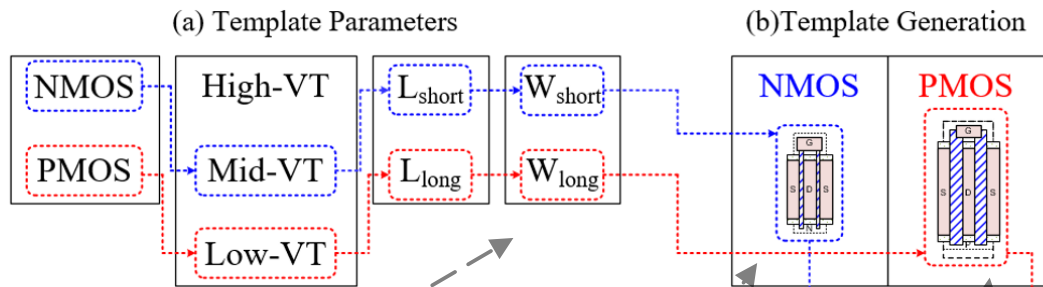 (a) Template Parameters
NMOS
PMOS
High-VT
Mid-VT
Low-VT
Lshort
Llong
Wshort
Wlong
(b)Template Generation
NMOS
G
S D S
N
PMOS
G
S D S
P